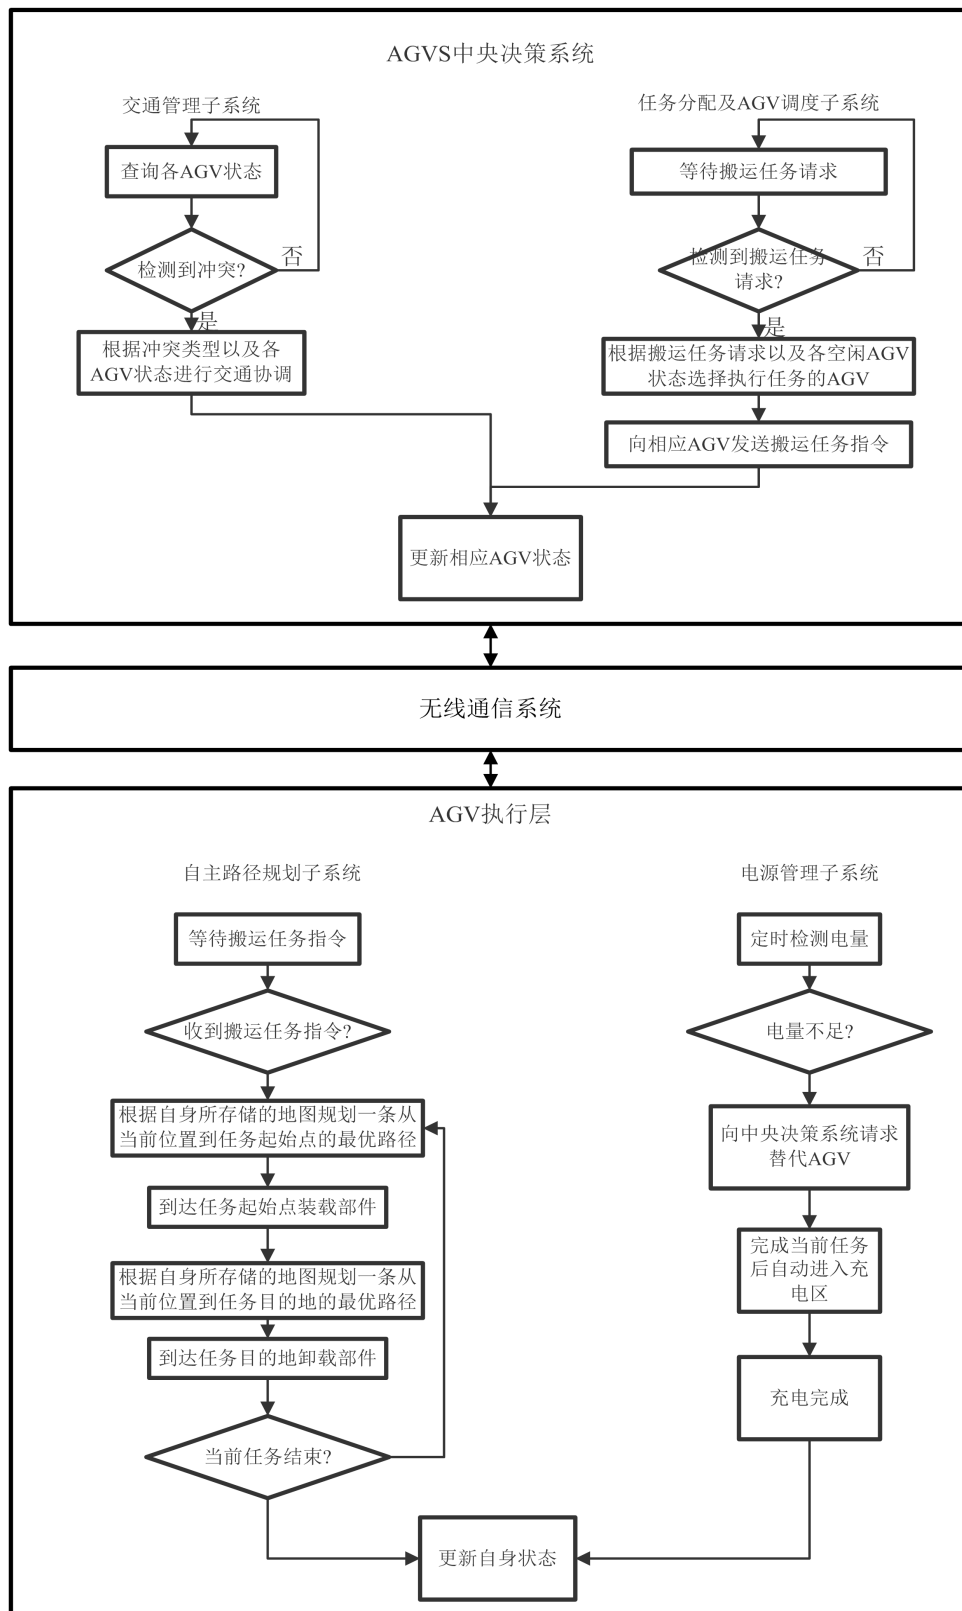 AGVS中央决策系统
交通管理子系统
查询各AGV状态
检测到冲突?
否
是
根据冲突类型以及各
AGV状态进行交通协调
任务分配及AGV调度子系统
等待搬运任务请求
检测到搬运任务
请求?
否
是
根据搬运任务请求以及各空闲AGV
状态选择执行任务的AGV
向相应AGV发送搬运任务指令
更新相应AGV状态
无线通信系统
AGV执行层
自主路径规划子系统
等待搬运任务指令
收到搬运任务指令?
根据自身所存储的地图规划一条从
当前位置到任务起始点的最优路径
到达任务起始点装载部件
根据自身所存储的地图规划一条从
当前位置到任务目的地的最优路径
到达任务目的地卸载部件
当前任务结束?
电源管理子系统
定时检测电量
电量不足?
向中央决策系统请求
替代AGV
完成当前任务
后自动进入充
电区
充电完成
更新自身状态